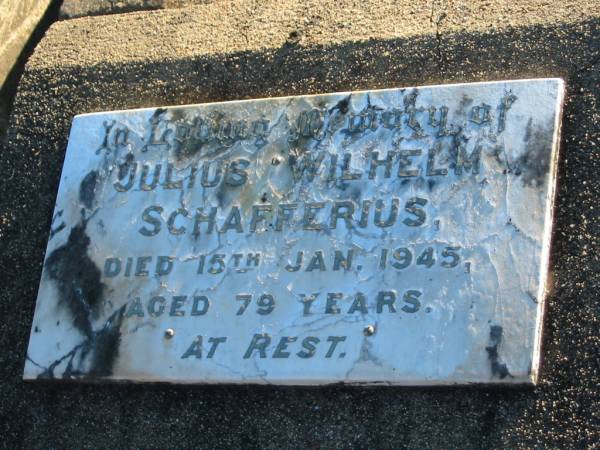 In Loving Memory of
JULIUS WILHELM
SCHAFFERIUS,
DIED 15TH JAN. 1945,
AGED 79 YEARS.
AT REST.